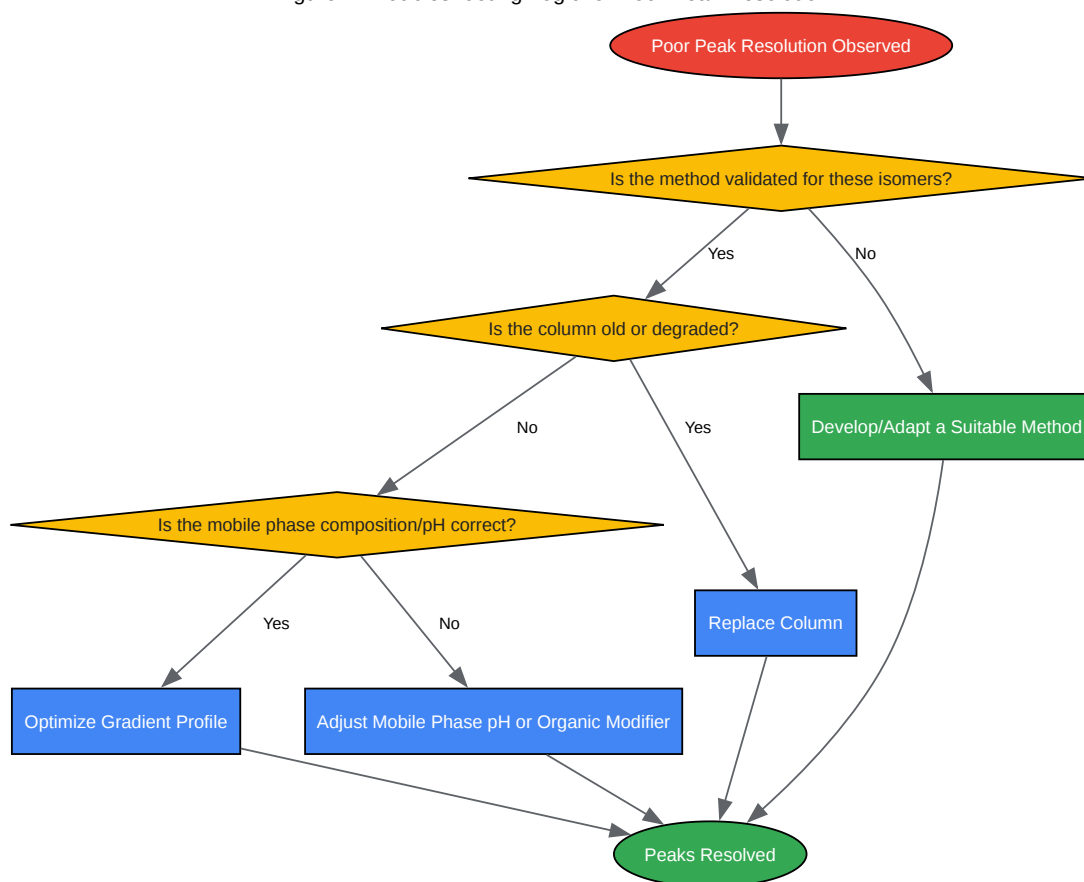 Poor Peak Resolution Observed
Is the method validated for these isomers?
Yes
No
Is the column old or degraded?
No
Yes
Develop/Adapt a Suitable Method
Is the mobile phase composition/pH correct?
Yes
No
Replace Column
Optimize Gradient Profile
Adjust Mobile Phase pH or Organic Modifier
Peaks Resolved